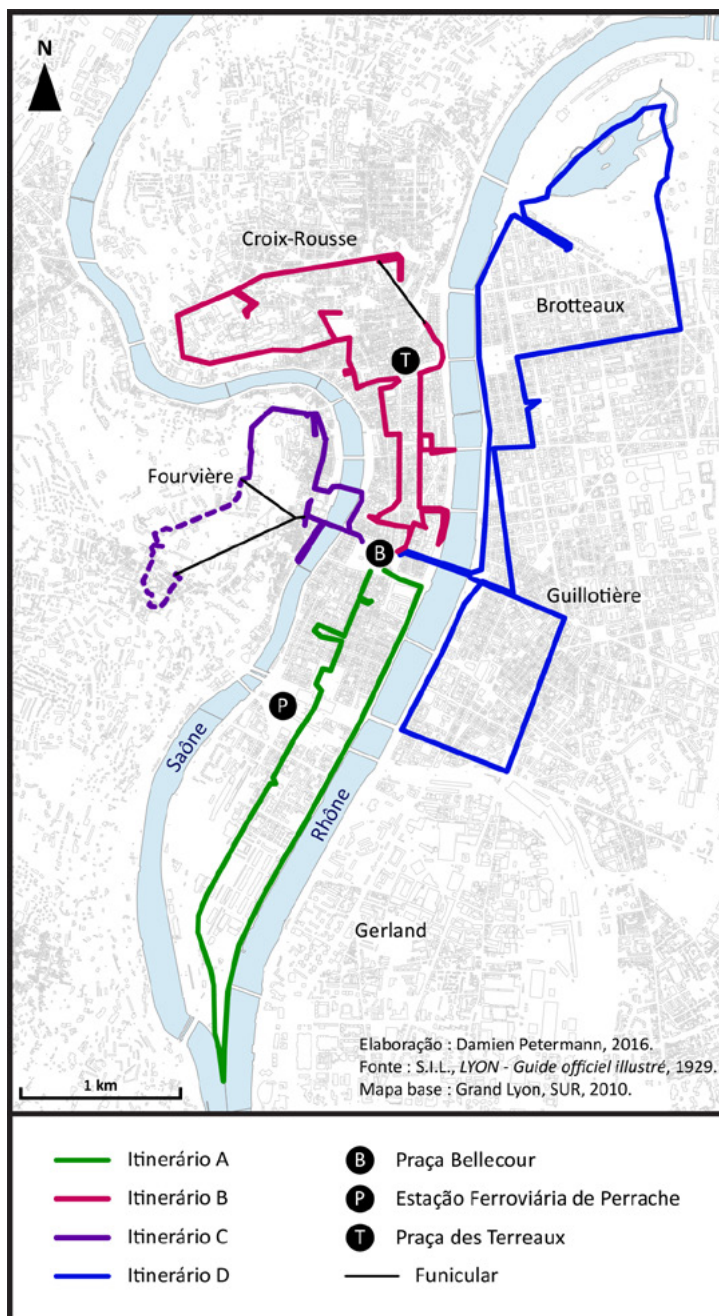 N
Croix-Rousse
Brotteaux
T
Fourvière
B
Guillotière
P
Saône
Rhône
Gerland
Elaboração : Damien Petermann, 2016.
Fonte : S.I.L., LYON - Guide officiel illustré, 1929.
Mapa base : Grand Lyon, SUR, 2010.
1 km
Itinerário A
Itinerário B
Itinerário C
Itinerário D
B Praça Bellecour
P Estação Ferroviária de Perrache
T Praça des Terreaux
Funicular